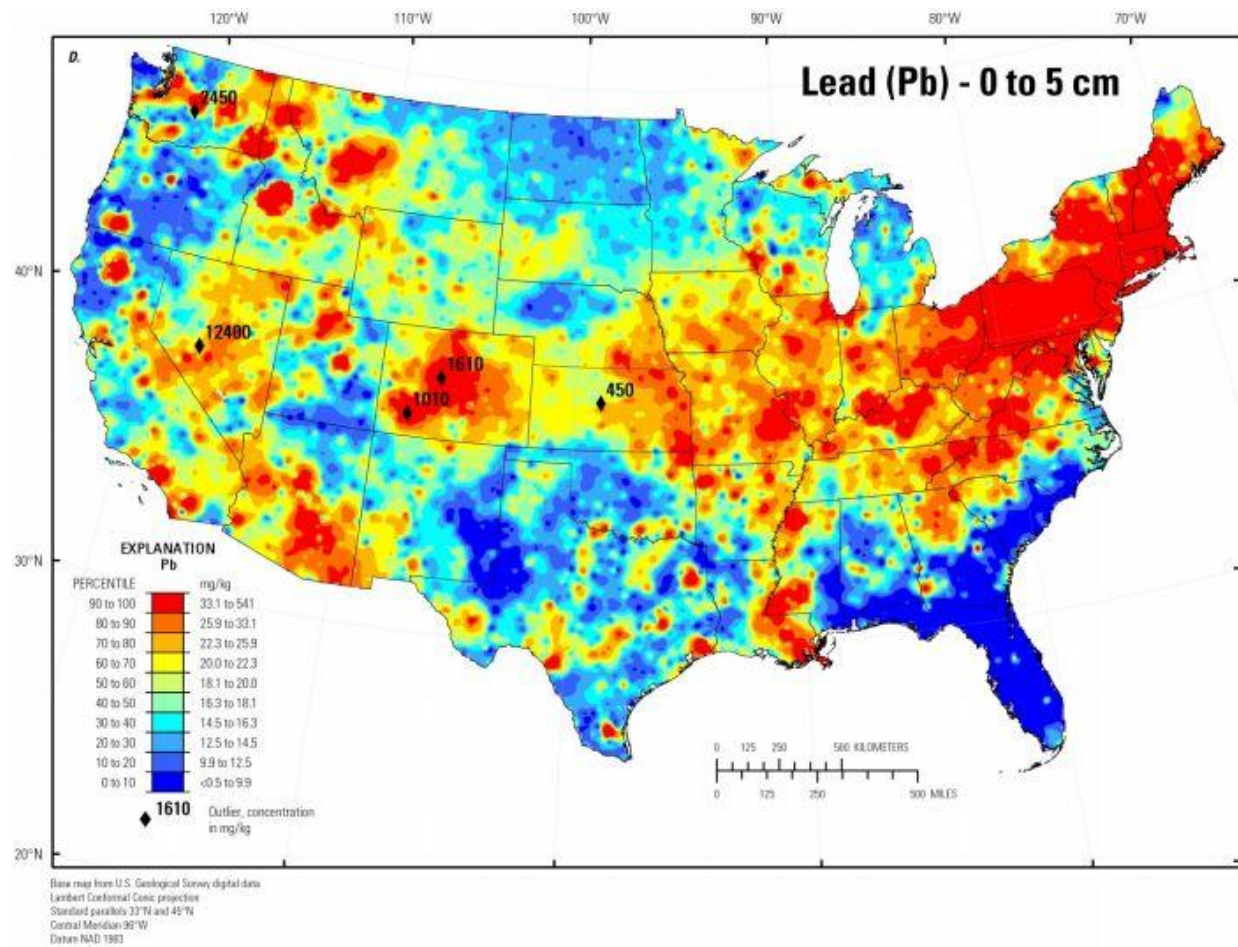 120°W 110°W 100°W 90°W 80°W 70°W
D.
Lead (Pb) - 0 to 5 cm
2450
40°N
12400
1610
1010
450
30°N
EXPLANATION
Pb
PERCENTILE mg/kg
90 to 100 33.1 to 541
80 to 90 25.9 to 33.1
70 to 80 22.3 to 25.9
60 to 70 20.0 to 22.3
50 to 60 18.1 to 20.0
40 to 50 16.3 to 18.1
30 to 40 14.5 to 16.3
20 to 30 12.5 to 14.5
10 to 20 9.9 to 12.5
0 to 10 <0.5 to 9.9
1610 Outlier, concentration
in mg/kg
0 125 250 500 KILOMETERS
0 125 250 500 MILES
20°N
Base map from U.S. Geological Survey digital data
Lambert Conformal Conic projection
Standard parallels 33°N and 45°N
Central Meridian 96°W
Datum NAD 1983